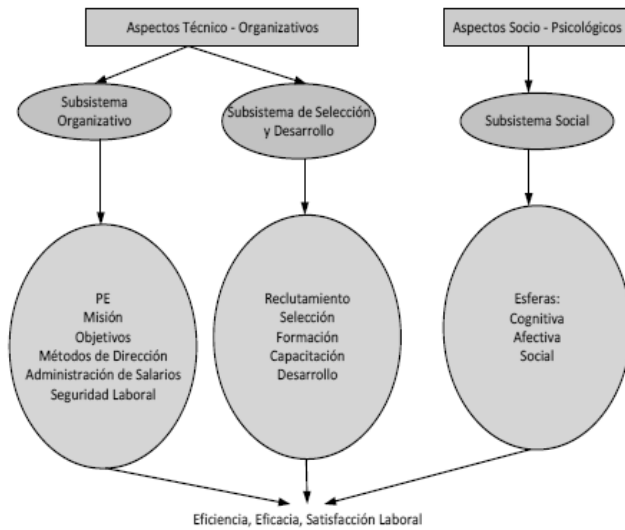 Aspectos Técnico - Organizativos
Aspectos Socio - Psicológicos
Subsistema
Organizativo
Subsistema de Selección
y Desarrollo
Subsistema Social
PE
Misión
Objetivos
Métodos de Dirección
Administración de Salarios
Seguridad Laboral
Reclutamiento
Selección
Formación
Capacitación
Desarrollo
Esferas:
Cognitiva
Afectiva
Social
Eficiencia, Eficacia, Satisfacción Laboral